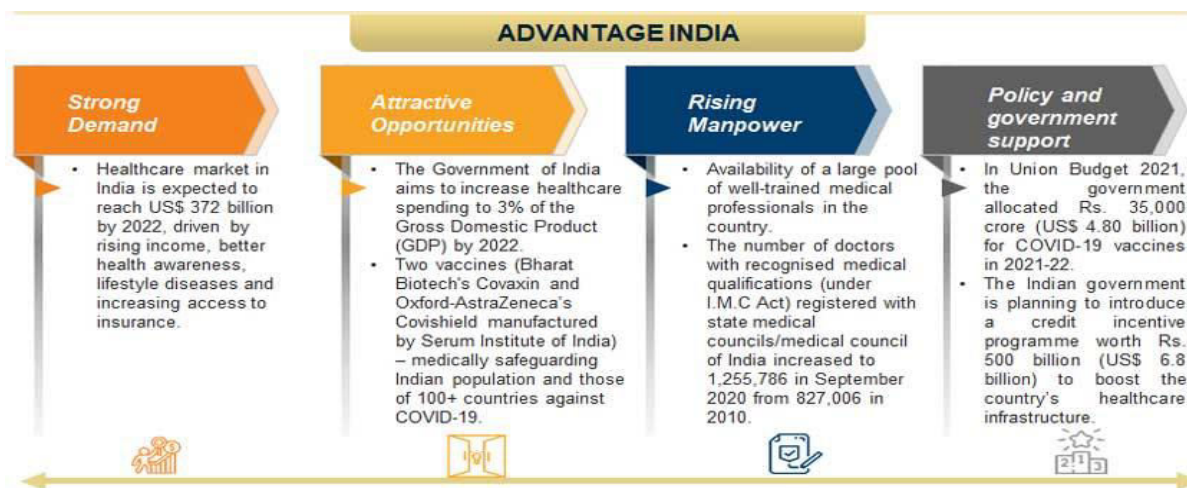 ADVANTAGE INDIA
Strong
Demand
• Healthcare market in
India is expected to
reach US$ 372 billion
by 2022, driven by
rising income, better
health awareness,
lifestyle diseases and
increasing access to
insurance.
Attractive
Opportunities
• The Government of India
aims to increase healthcare
spending to 3% of the
Gross Domestic Product
(GDP) by 2022.
• Two vaccines (Bharat
Biotech's Covaxin and
Oxford-AstraZeneca's
Covishield manufactured
by Serum Institute of India)
– medically safeguarding
Indian population and those
of 100+ countries against
COVID-19.
Rising
Manpower
• Availability of a large pool
of well-trained medical
professionals in the
country.
• The number of doctors
with recognised medical
qualifications (under
I.M.C Act) registered with
state medical
councils/medical council
of India increased to
1,255,786 in September
2020 from 827,006 in
2010.
Policy and
government
support
• In Union Budget 2021,
the government
allocated Rs. 35,000
crore (US$ 4.80 billion)
for COVID-19 vaccines
in 2021-22.
• The Indian government
is planning to introduce
a credit incentive
programme worth Rs.
500 billion (US$ 6.8
billion) to boost the
country's healthcare
infrastructure.
2 1 3